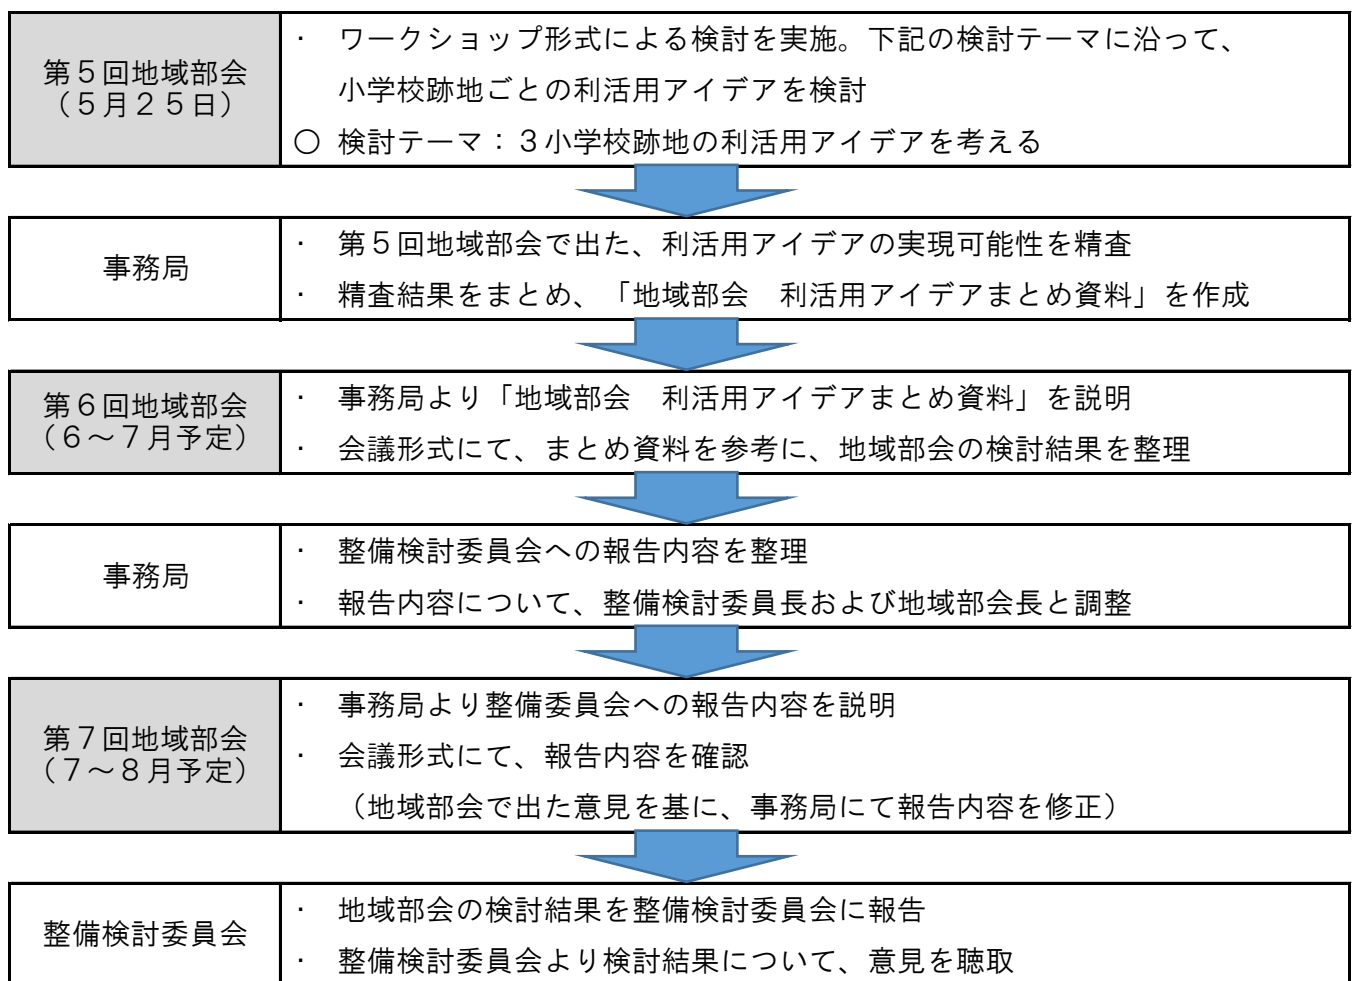 第５回地域部会
（５月２５日）
・ ワークショップ形式による検討を実施。下記の検討テーマに沿って、
小学校跡地ごとの利活用アイデアを検討
○ 検討テーマ：３小学校跡地の利活用アイデアを考える
事務局
・ 第５回地域部会で出た、利活用アイデアの実現可能性を精査
・ 精査結果をまとめ、「地域部会　利活用アイデアまとめ資料」を作成
第６回地域部会
（６～７月予定）
・ 事務局より「地域部会　利活用アイデアまとめ資料」を説明
・ 会議形式にて、まとめ資料を参考に、地域部会の検討結果を整理
事務局
・ 整備検討委員会への報告内容を整理
・ 報告内容について、整備検討委員長および地域部会長と調整
第７回地域部会
（７～８月予定）
・ 事務局より整備委員会への報告内容を説明
・ 会議形式にて、報告内容を確認
（地域部会で出た意見を基に、事務局にて報告内容を修正）
整備検討委員会
・ 地域部会の検討結果を整備検討委員会に報告
・ 整備検討委員会より検討結果について、意見を聴取